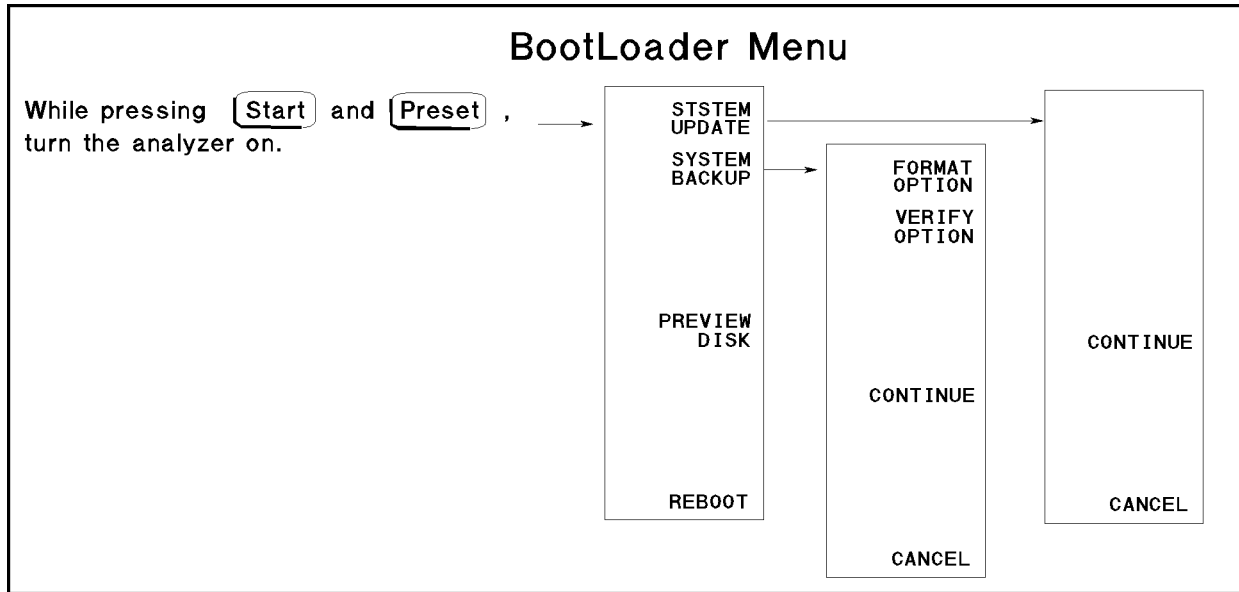 BootLoader Menu
While pressing Start and Preset ,
turn the analyzer on.
STSTEM
UPDATE
SYSTEM
BACKUP
PREVIEW
DISK
REBOOT
FORMAT
OPTION
VERIFY
OPTION
CONTINUE
CANCEL
CONTINUE
CANCEL